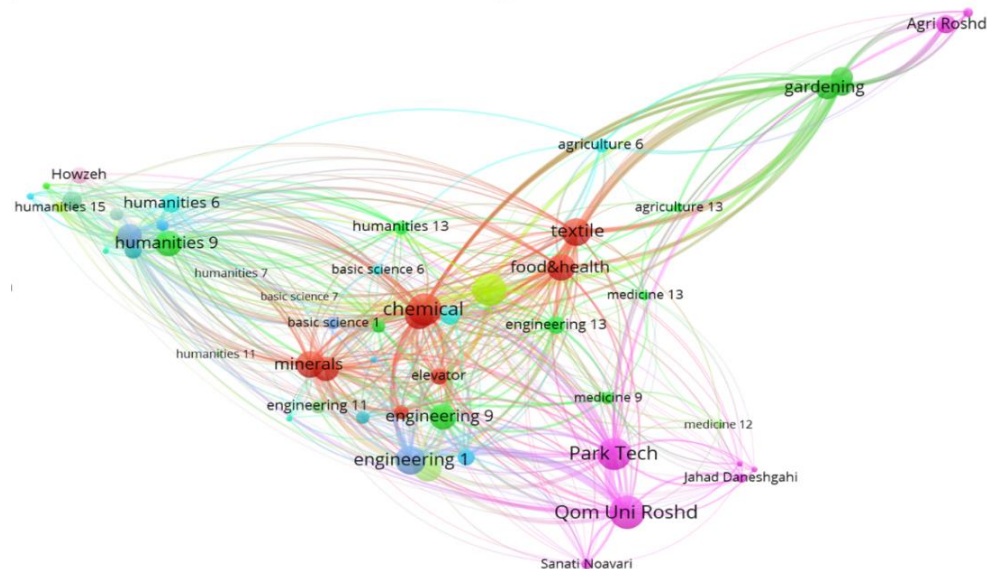 Agri Roshd
gardening
agriculture 6
Howzeh
humanities 15
humanities 6
agriculture 13
humanities 13
textile
humanities 9
food&health
basic science 6
humanities 7
medicine 13
basic science 7
chemical
basic science 1
engineering 13
humanities 11
minerals
elevator
medicine 9
engineering 11
engineering 9
medicine 12
Park Tech
engineering 1
Jahad Daneshgahi
Qom Uni Roshd
Sanati Noavari